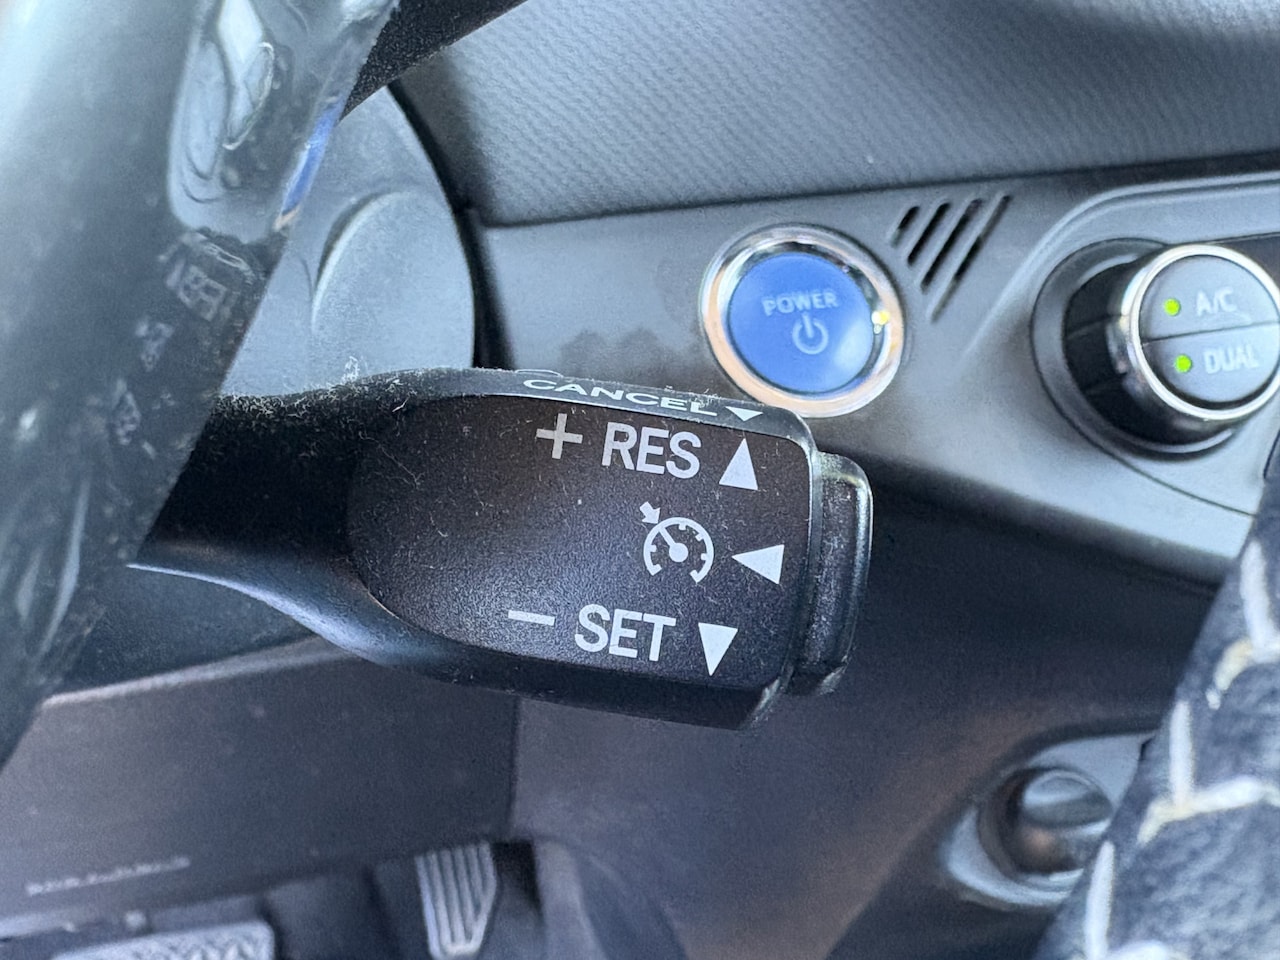 POWER
A/C
DUAL
CANCEL ▼
+ RES ▲
◀
− SET ▼